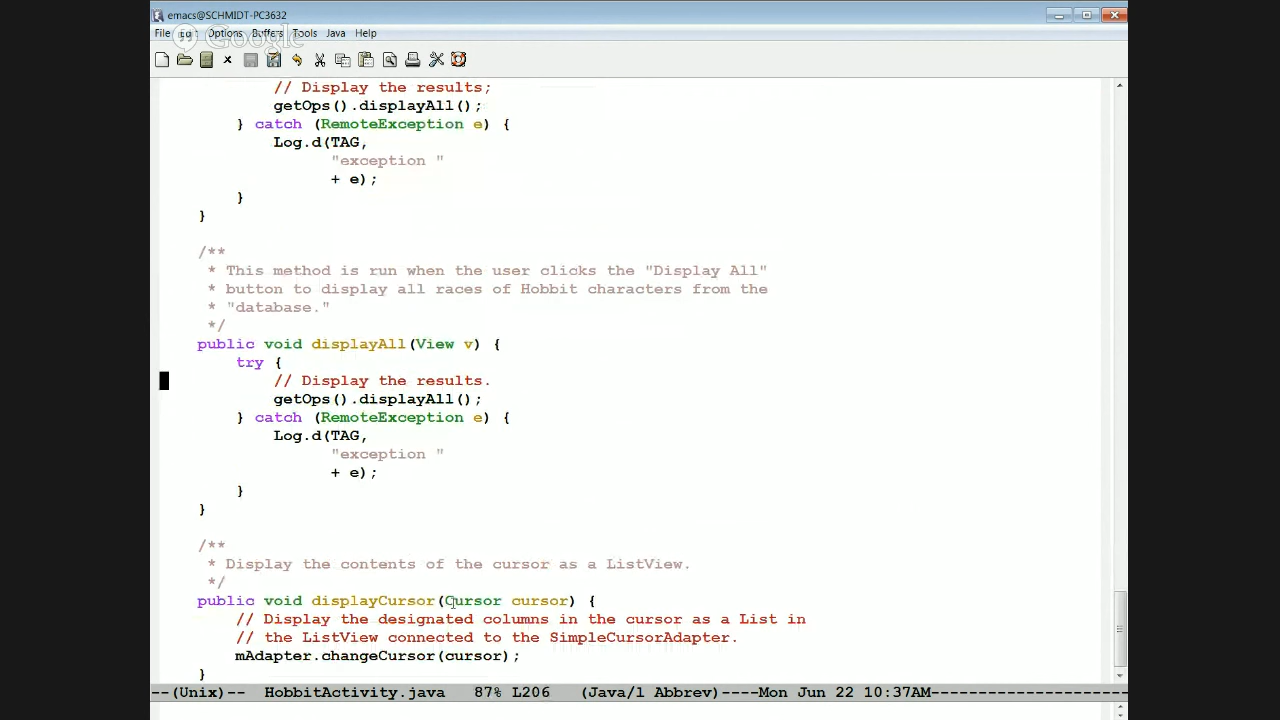 emacs@SCHMIDT-PC3632
File Edit Options Buffers Tools Java Help
Google
// Display the results;
getOps().displayAll();
} catch (RemoteException e) {
Log.d(TAG,
"exception "
+ e);
}
}
/**
* This method is run when the user clicks the "Display All"
* button to display all races of Hobbit characters from the
* "database."
*/
public void displayAll(View v) {
try {
// Display the results.
getOps().displayAll();
} catch (RemoteException e) {
Log.d(TAG,
"exception "
+ e);
}
}
/**
* Display the contents of the cursor as a ListView.
*/
public void displayCursor(Cursor cursor) {
// Display the designated columns in the cursor as a List in
// the ListView connected to the SimpleCursorAdapter.
mAdapter.changeCursor(cursor);
}
--(Unix)-- HobbitActivity.java 87% L206 (Java/l Abbrev)----Mon Jun 22 10:37AM--------------------